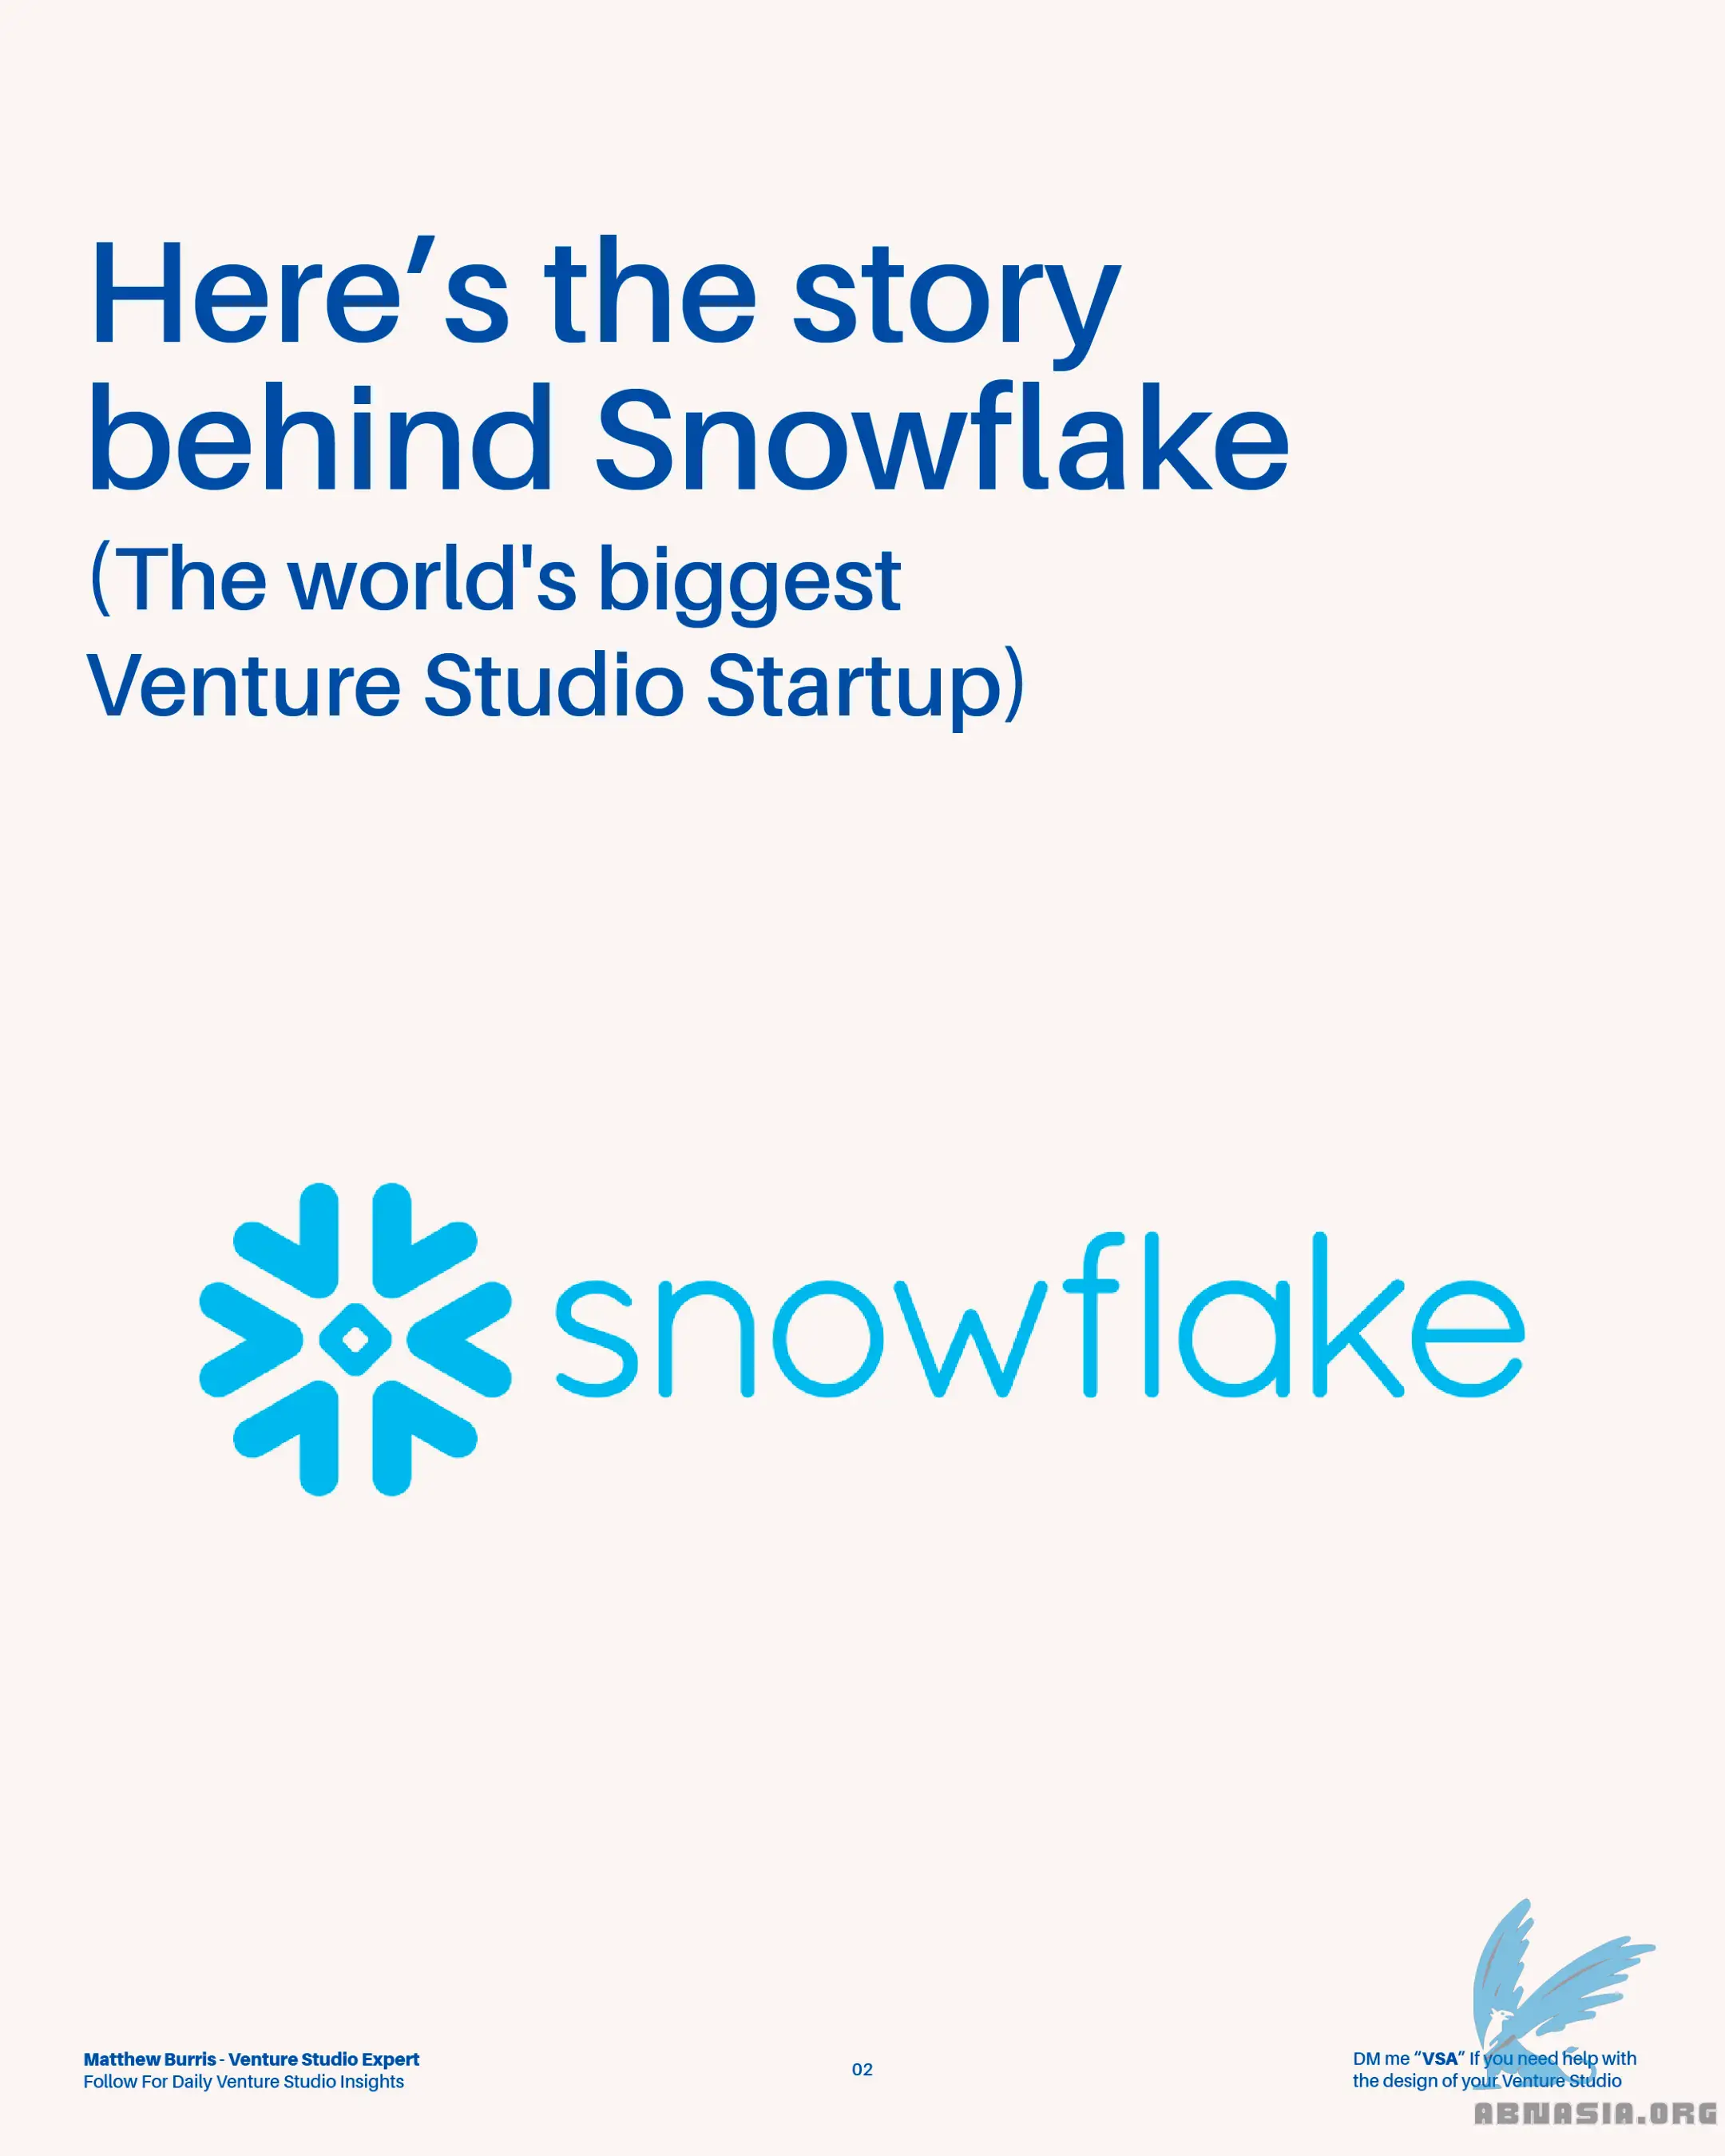 Here’s the story
behind Snowflake
(The world's biggest
Venture Studio Startup)
snowflake
Matthew Burris - Venture Studio Expert
Follow For Daily Venture Studio Insights
02
DM me “VSA” If you need help with
the design of your Venture Studio
ABNASIA.ORG